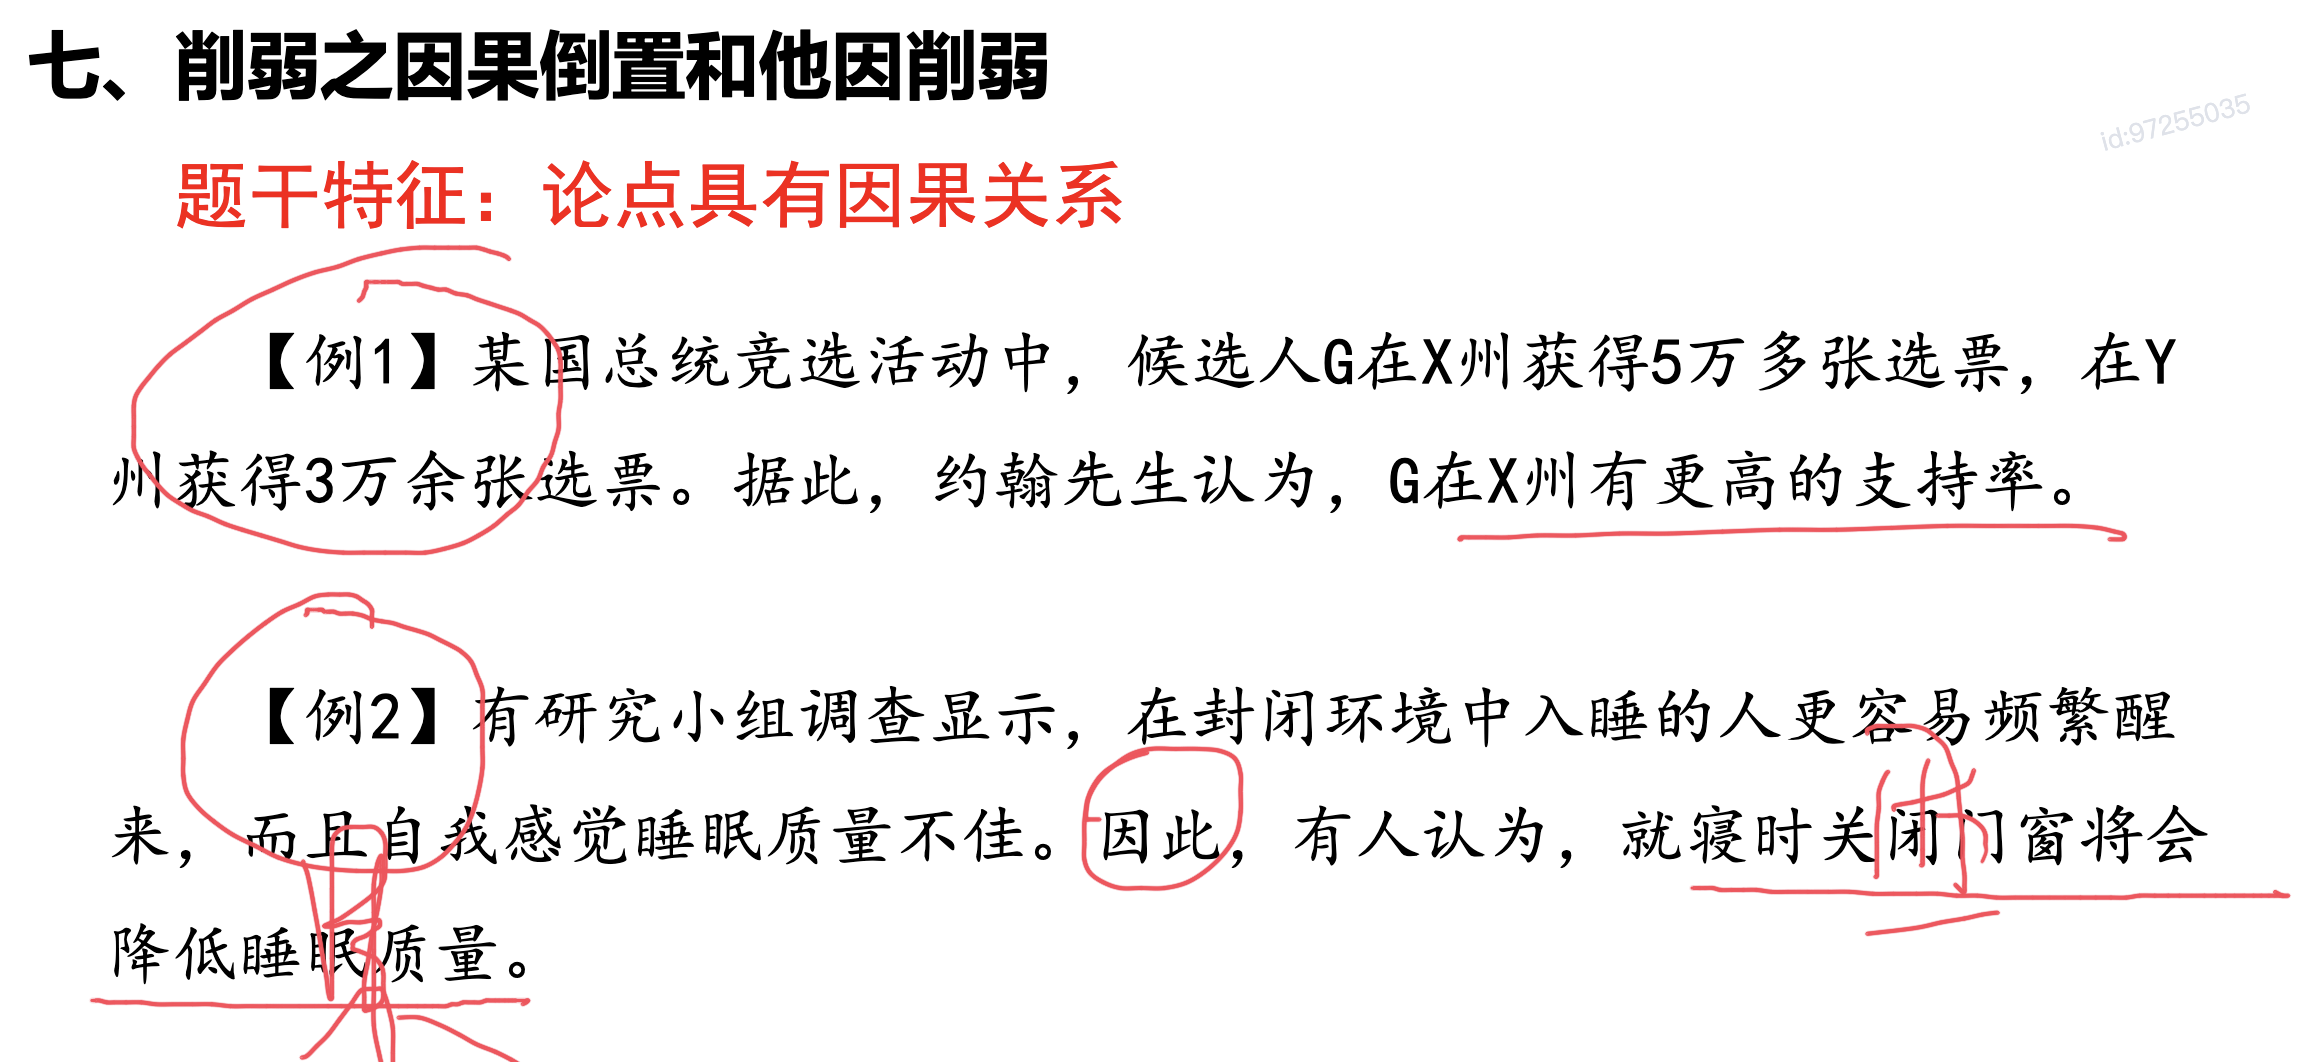 七、削弱之因果倒置和他因削弱
id:97255035
题干特征：论点具有因果关系
【例1】某国总统竞选活动中，候选人G在X州获得5万多张选票，在Y
州获得3万余张选票。据此，约翰先生认为，G在X州有更高的支持率。
【例2】有研究小组调查显示，在封闭环境中入睡的人更容易频繁醒
来，而且自我感觉睡眠质量不佳。因此，有人认为，就寝时关闭门窗将会
降低睡眠质量。